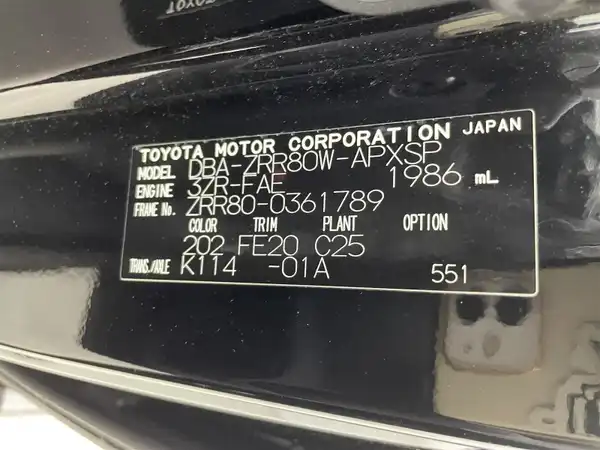 TOYOTA
TOYOTA MOTOR CORPORATION JAPAN
MODEL DBA-ZRR80W-APXSP
ENGINE 3ZR-FAE 1986 mL
FRAME No. ZRR80-0361789
COLOR TRIM PLANT OPTION
202 FE20 C25
TRANS./AXLE K114 -01A 551